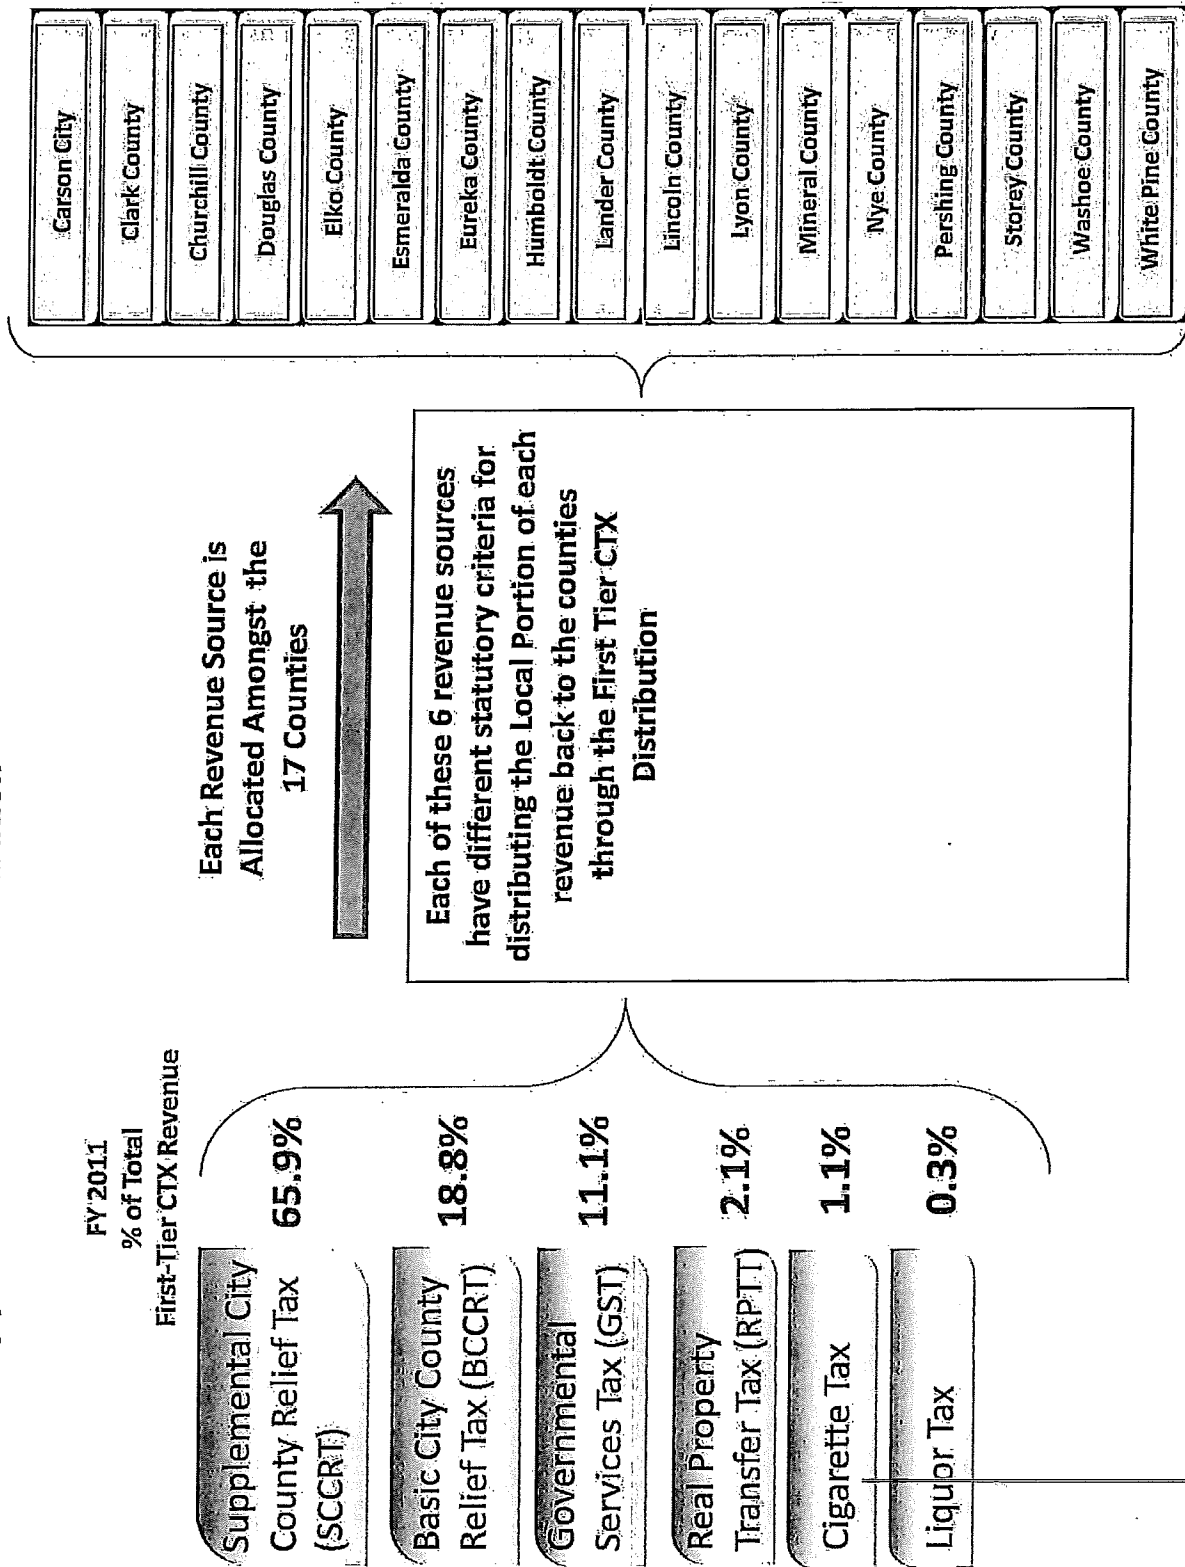 FY 2011
% of Total
First-Tier CTX Revenue
Supplemental City
County Relief Tax
(SCCRT)
65.9%
Basic City County
Relief Tax (BCCRT)
18.8%
Governmental
Services Tax (GST)
11.1%
Real Property
Transfer Tax (RPTT)
2.1%
Cigarette Tax
1.1%
Liquor Tax
0.3%
Each Revenue Source is
Allocated Amongst the
17 Counties
Each of these 6 revenue sources
have different statutory criteria for
distributing the Local Portion of each
revenue back to the counties
through the First Tier CTX
Distribution
Carson City
Clark County
Churchill County
Douglas County
Elko County
Esmeralda County
Eureka County
Humboldt County
Lander County
Lincoln County
Lyon County
Mineral County
Nye County
Pershing County
Storey County
Washoe County
White Pine County